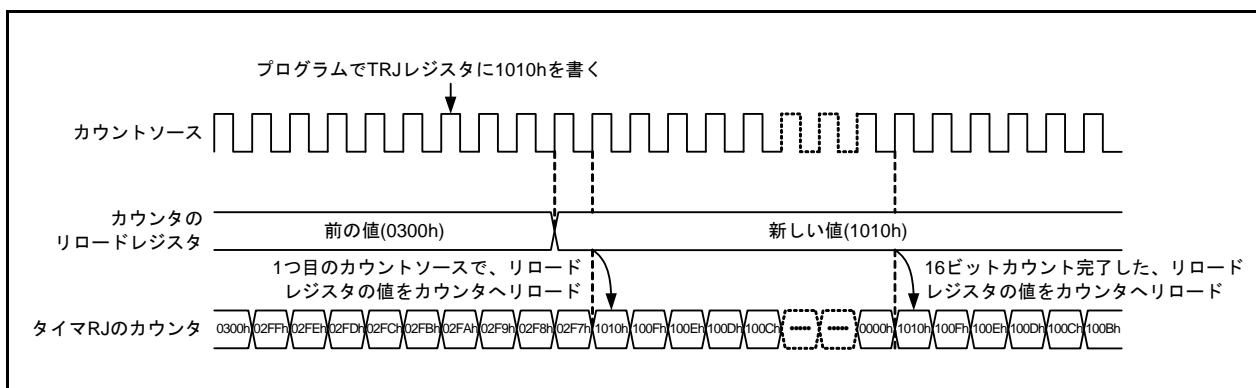 プログラムでTRJレジスタに1010hを書く
カウントソース
カウンタの
リロードレジスタ
前の値(0300h)
新しい値(1010h)
1つ目のカウントソースで、リロード
レジスタの値をカウンタへリロード
16ビットカウント完了した、リロード
レジスタの値をカウンタへリロード
タイマRJのカウンタ
0300h 02FFh 02FEh 02FDh 02FCh 02FBh 02FAh 02F9h 02F8h 02F7h 1010h 100Fh 100Eh 100Dh 100Ch 0000h 1010h 100Fh 100Eh 100Dh 100Ch 100Bh